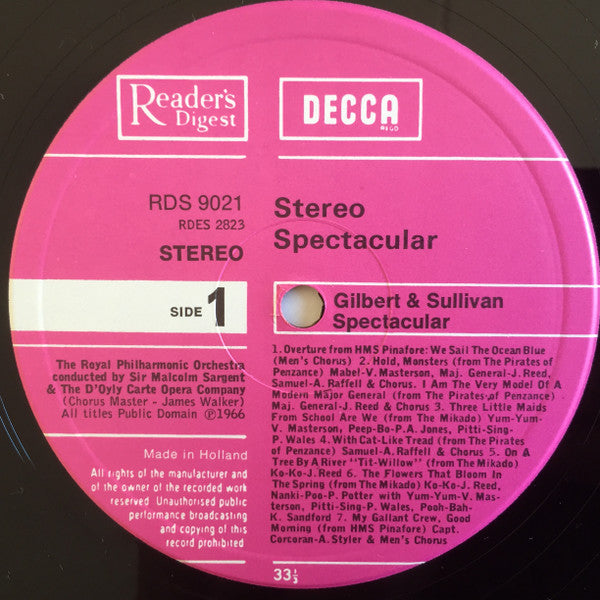 Reader's
Digest
DECCA
REGD
RDS 9021
RDES 2823
STEREO
Stereo
Spectacular
SIDE 1
Gilbert & Sullivan
Spectacular
The Royal Philharmonic Orchestra
conducted by Sir Malcolm Sargent
& The D'Oyly Carte Opera Company
(Chorus Master - James Walker)
All titles Public Domain ℗1966
1. Overture from HMS Pinafore: We Sail The Ocean Blue
(Men's Chorus) 2. Hold, Monsters (from The Pirates of
Penzance) Mabel-V. Masterson, Maj. General-J. Reed,
Samuel-A. Raffell & Chorus. I Am The Very Model Of A
Modern Major General (from The Pirates of Penzance)
Maj. General-J. Reed & Chorus 3. Three Little Maids
From School Are We (from The Mikado) Yum-Yum-
V. Masterson, Peep-Bo-P.A. Jones, Pitti-Sing-
P. Wales 4. With Cat-Like Tread (from The Pirates
of Penzance) Samuel-A. Raffell & Chorus 5. On A
Tree By A River "Tit-Willow" (from The Mikado)
Ko-Ko-J. Reed 6. The Flowers That Bloom In
The Spring (from The Mikado) Ko-Ko-J. Reed,
Nanki-Poo-P. Potter with Yum-Yum-V. Mas-
terson, Pitti-Sing-P. Wales, Pooh-Bah-
K. Sandford 7. My Gallant Crew, Good
Morning (from HMS Pinafore) Capt.
Corcoran-A. Styler & Men's Chorus
Made in Holland
All rights of the manufacturer and
of the owner of the recorded work
reserved. Unauthorised public
performance broadcasting
and copying of this
record prohibited
33⅓